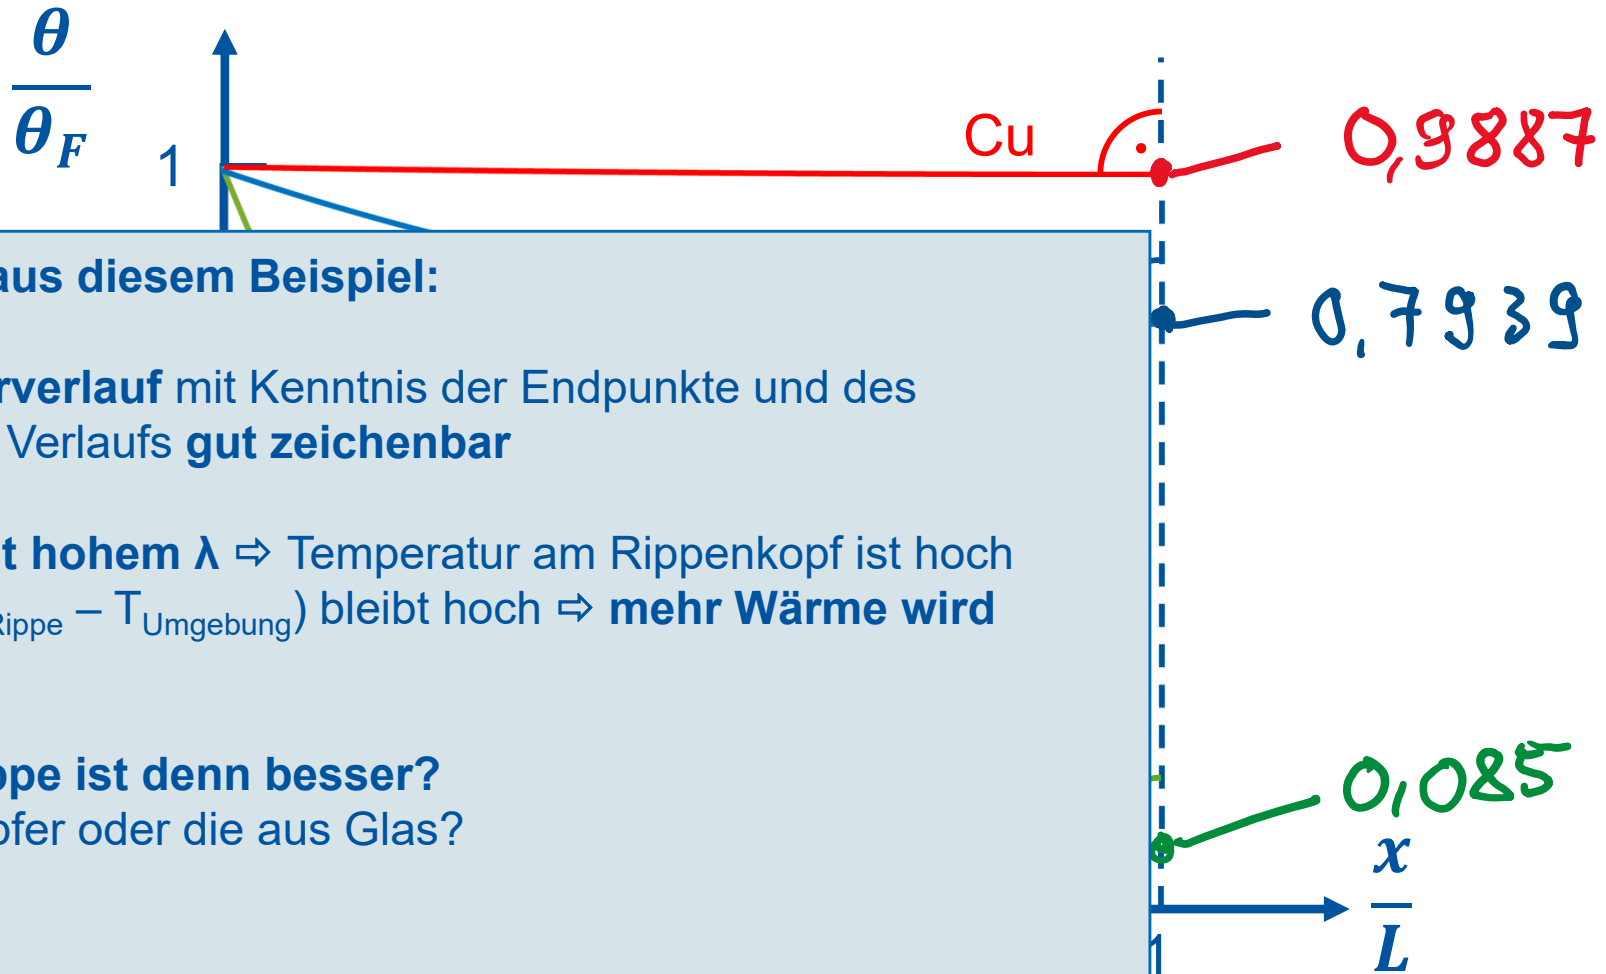 θ
θF
1
Cu
0,9887
aus diesem Beispiel:
0,7939
rverlauf mit Kenntnis der Endpunkte und des
Verlaufs gut zeichenbar
t hohem λ ⇨ Temperatur am Rippenkopf ist hoch
Rippe – TUmgebung) bleibt hoch ⇨ mehr Wärme wird
ppe ist denn besser?
0,085
pfer oder die aus Glas?
x
L
1